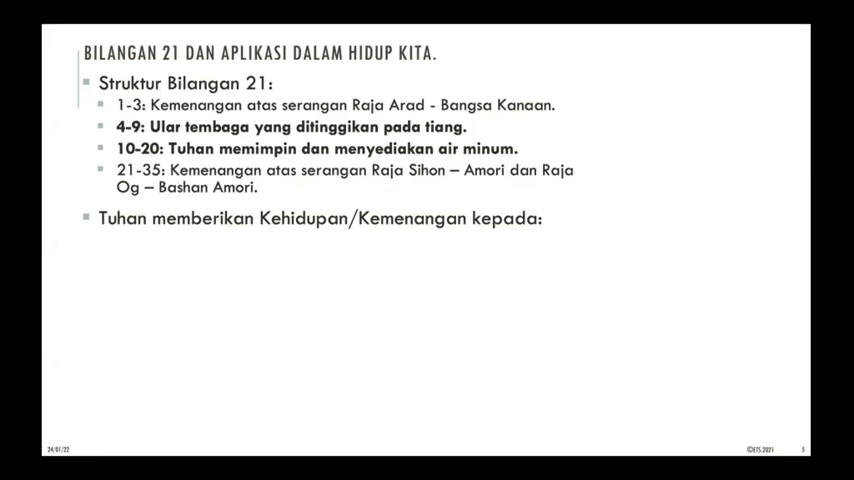 BILANGAN 21 DAN APLIKASI DALAM HIDUP KITA.
Struktur Bilangan 21:
1-3: Kemenangan atas serangan Raja Arad - Bangsa Kanaan.
4-9: Ular tembaga yang ditinggikan pada tiang.
10-20: Tuhan memimpin dan menyediakan air minum.
21-35: Kemenangan atas serangan Raja Sihon – Amori dan Raja
Og – Bashan Amori.
Tuhan memberikan Kehidupan/Kemenangan kepada:
24/01/22
©ETS.2021
5